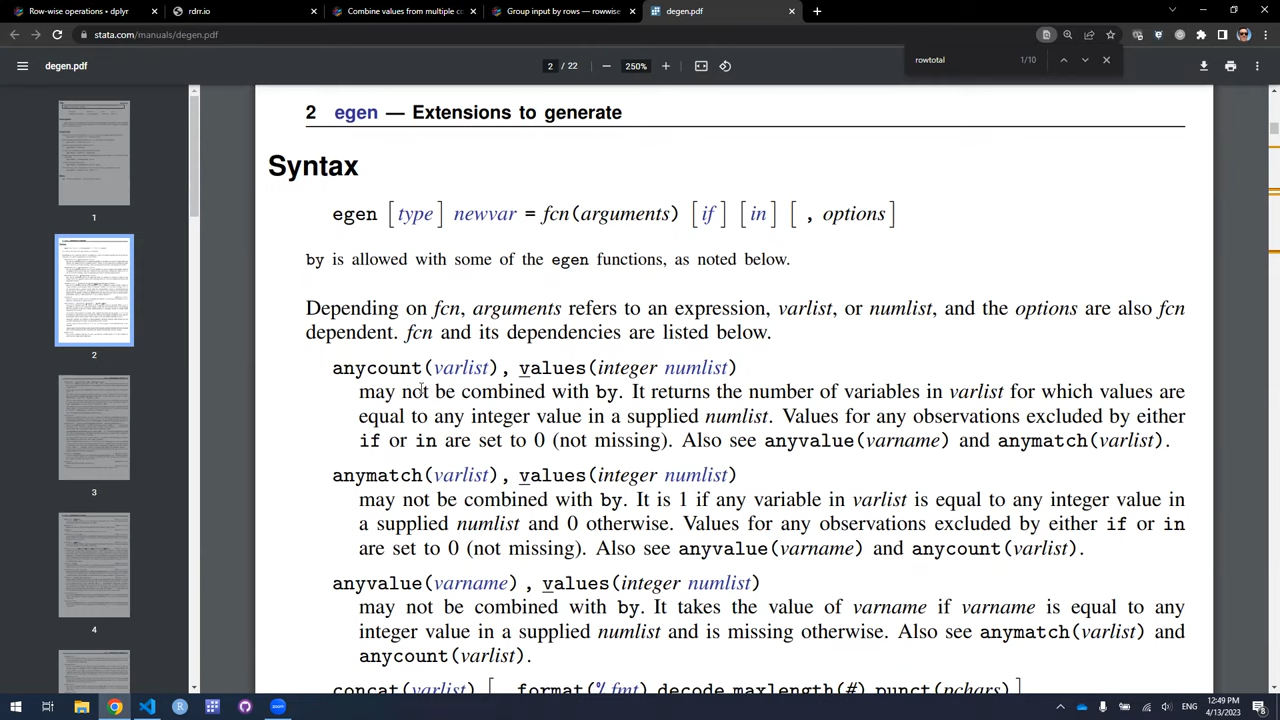 Row-wise operations • dplyr
rdrr.io
Combine values from multiple co
Group input by rows — rowwise
degen.pdf
stata.com/manuals/degen.pdf
degen.pdf
2 / 22
250%
rowtotal
1/10
1
2
3
4
2 egen — Extensions to generate
Syntax
egen [type] newvar = fcn(arguments) [if] [in] [, options]
by is allowed with some of the egen functions, as noted below.
Depending on fcn, arguments refers to an expression, varlist, or numlist, and the options are also fcn
dependent. fcn and its dependencies are listed below.
anycount(varlist), values(integer numlist)
may not be combined with by. It returns the number of variables in varlist for which values are
equal to any integer value in a supplied numlist. Values for any observations excluded by either
if or in are set to 0 (not missing). Also see anyvalue(varname) and anymatch(varlist).
anymatch(varlist), values(integer numlist)
may not be combined with by. It is 1 if any variable in varlist is equal to any integer value in
a supplied numlist and 0 otherwise. Values for any observations excluded by either if or in
are set to 0 (not missing). Also see anyvalue(varname) and anycount(varlist).
anyvalue(varname), values(integer numlist)
may not be combined with by. It takes the value of varname if varname is equal to any
integer value in a supplied numlist and is missing otherwise. Also see anymatch(varlist) and
anycount(varlist).
zoom
ENG
12:49 PM
4/13/2023